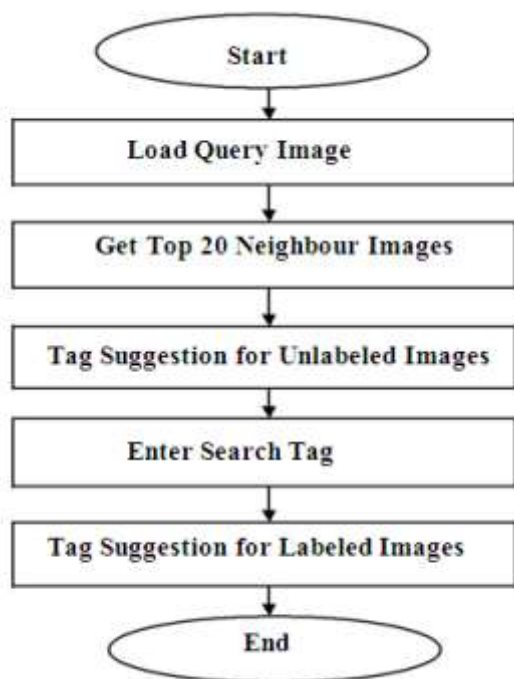 Start
Load Query Image
Get Top 20 Neighbour Images
Tag Suggestion for Unlabeled Images
Enter Search Tag
Tag Suggestion for Labeled Images
End